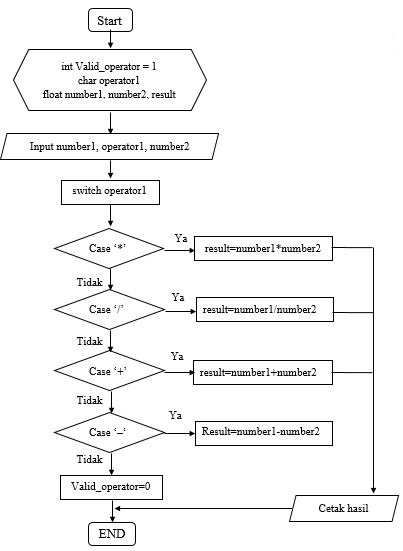 Start
int Valid_operator = 1
char operator1
float number1, number2, result
Input number1, operator1, number2
switch operator1
Case ‘*’
Ya
result=number1*number2
Tidak
Case ‘/’
Ya
result=number1/number2
Tidak
Case ‘+’
Ya
result=number1+number2
Tidak
Case ‘–‘
Ya
Result=number1-number2
Tidak
Valid_operator=0
Cetak hasil
END